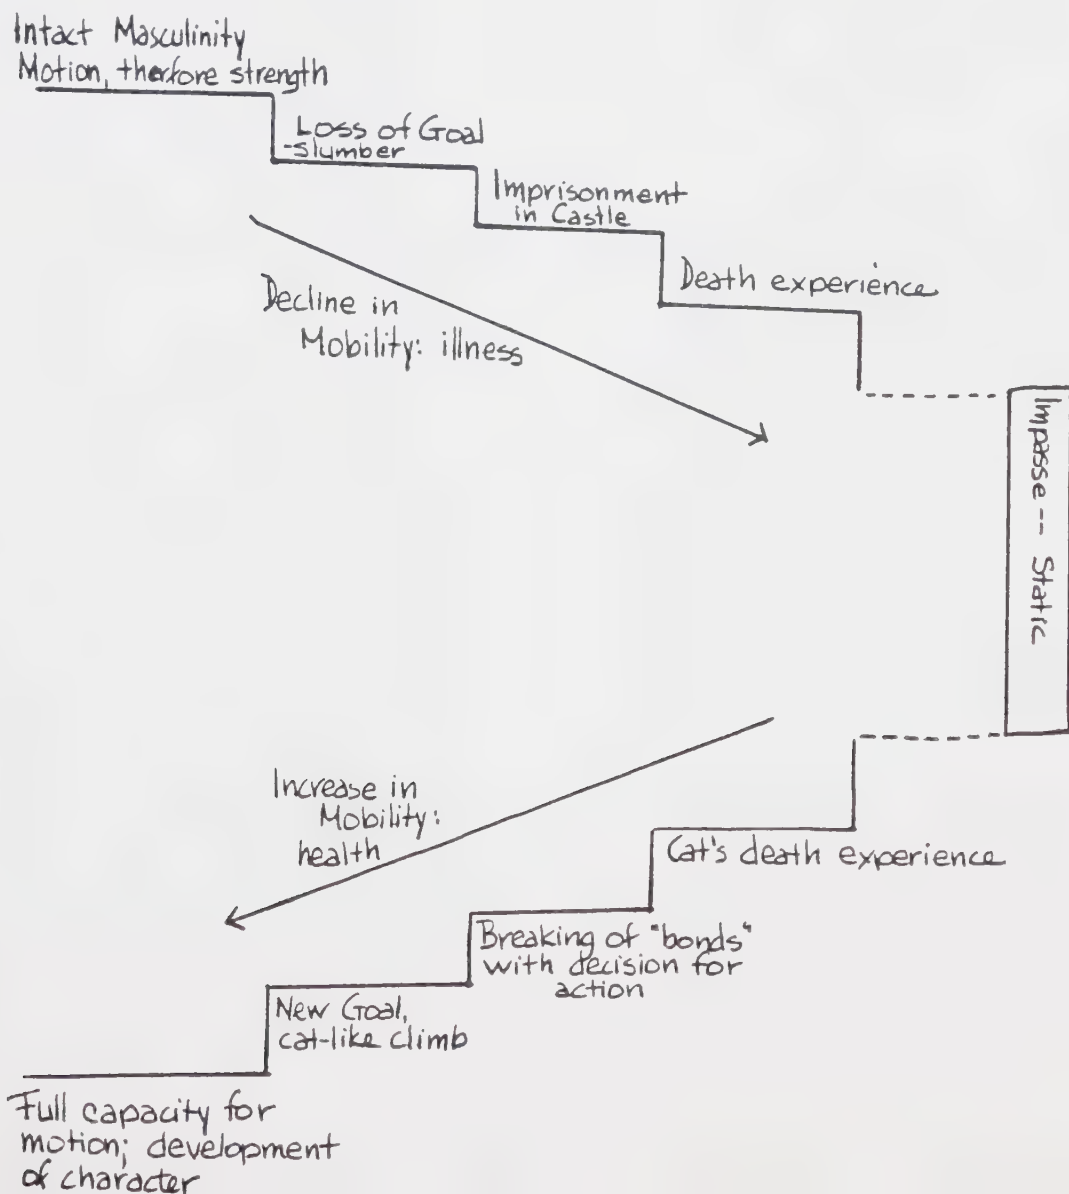 Intact Masculinity
Motion, therefore strength
Loss of Goal
-slumber
Imprisonment
in Castle
Death experience
Decline in
Mobility: illness
Impasse-- Static
Increase in
Mobility:
health
Cat's death experience
Breaking of "bonds"
with decision for
action
New Goal,
cat-like climb
Full capacity for
motion; development
of character